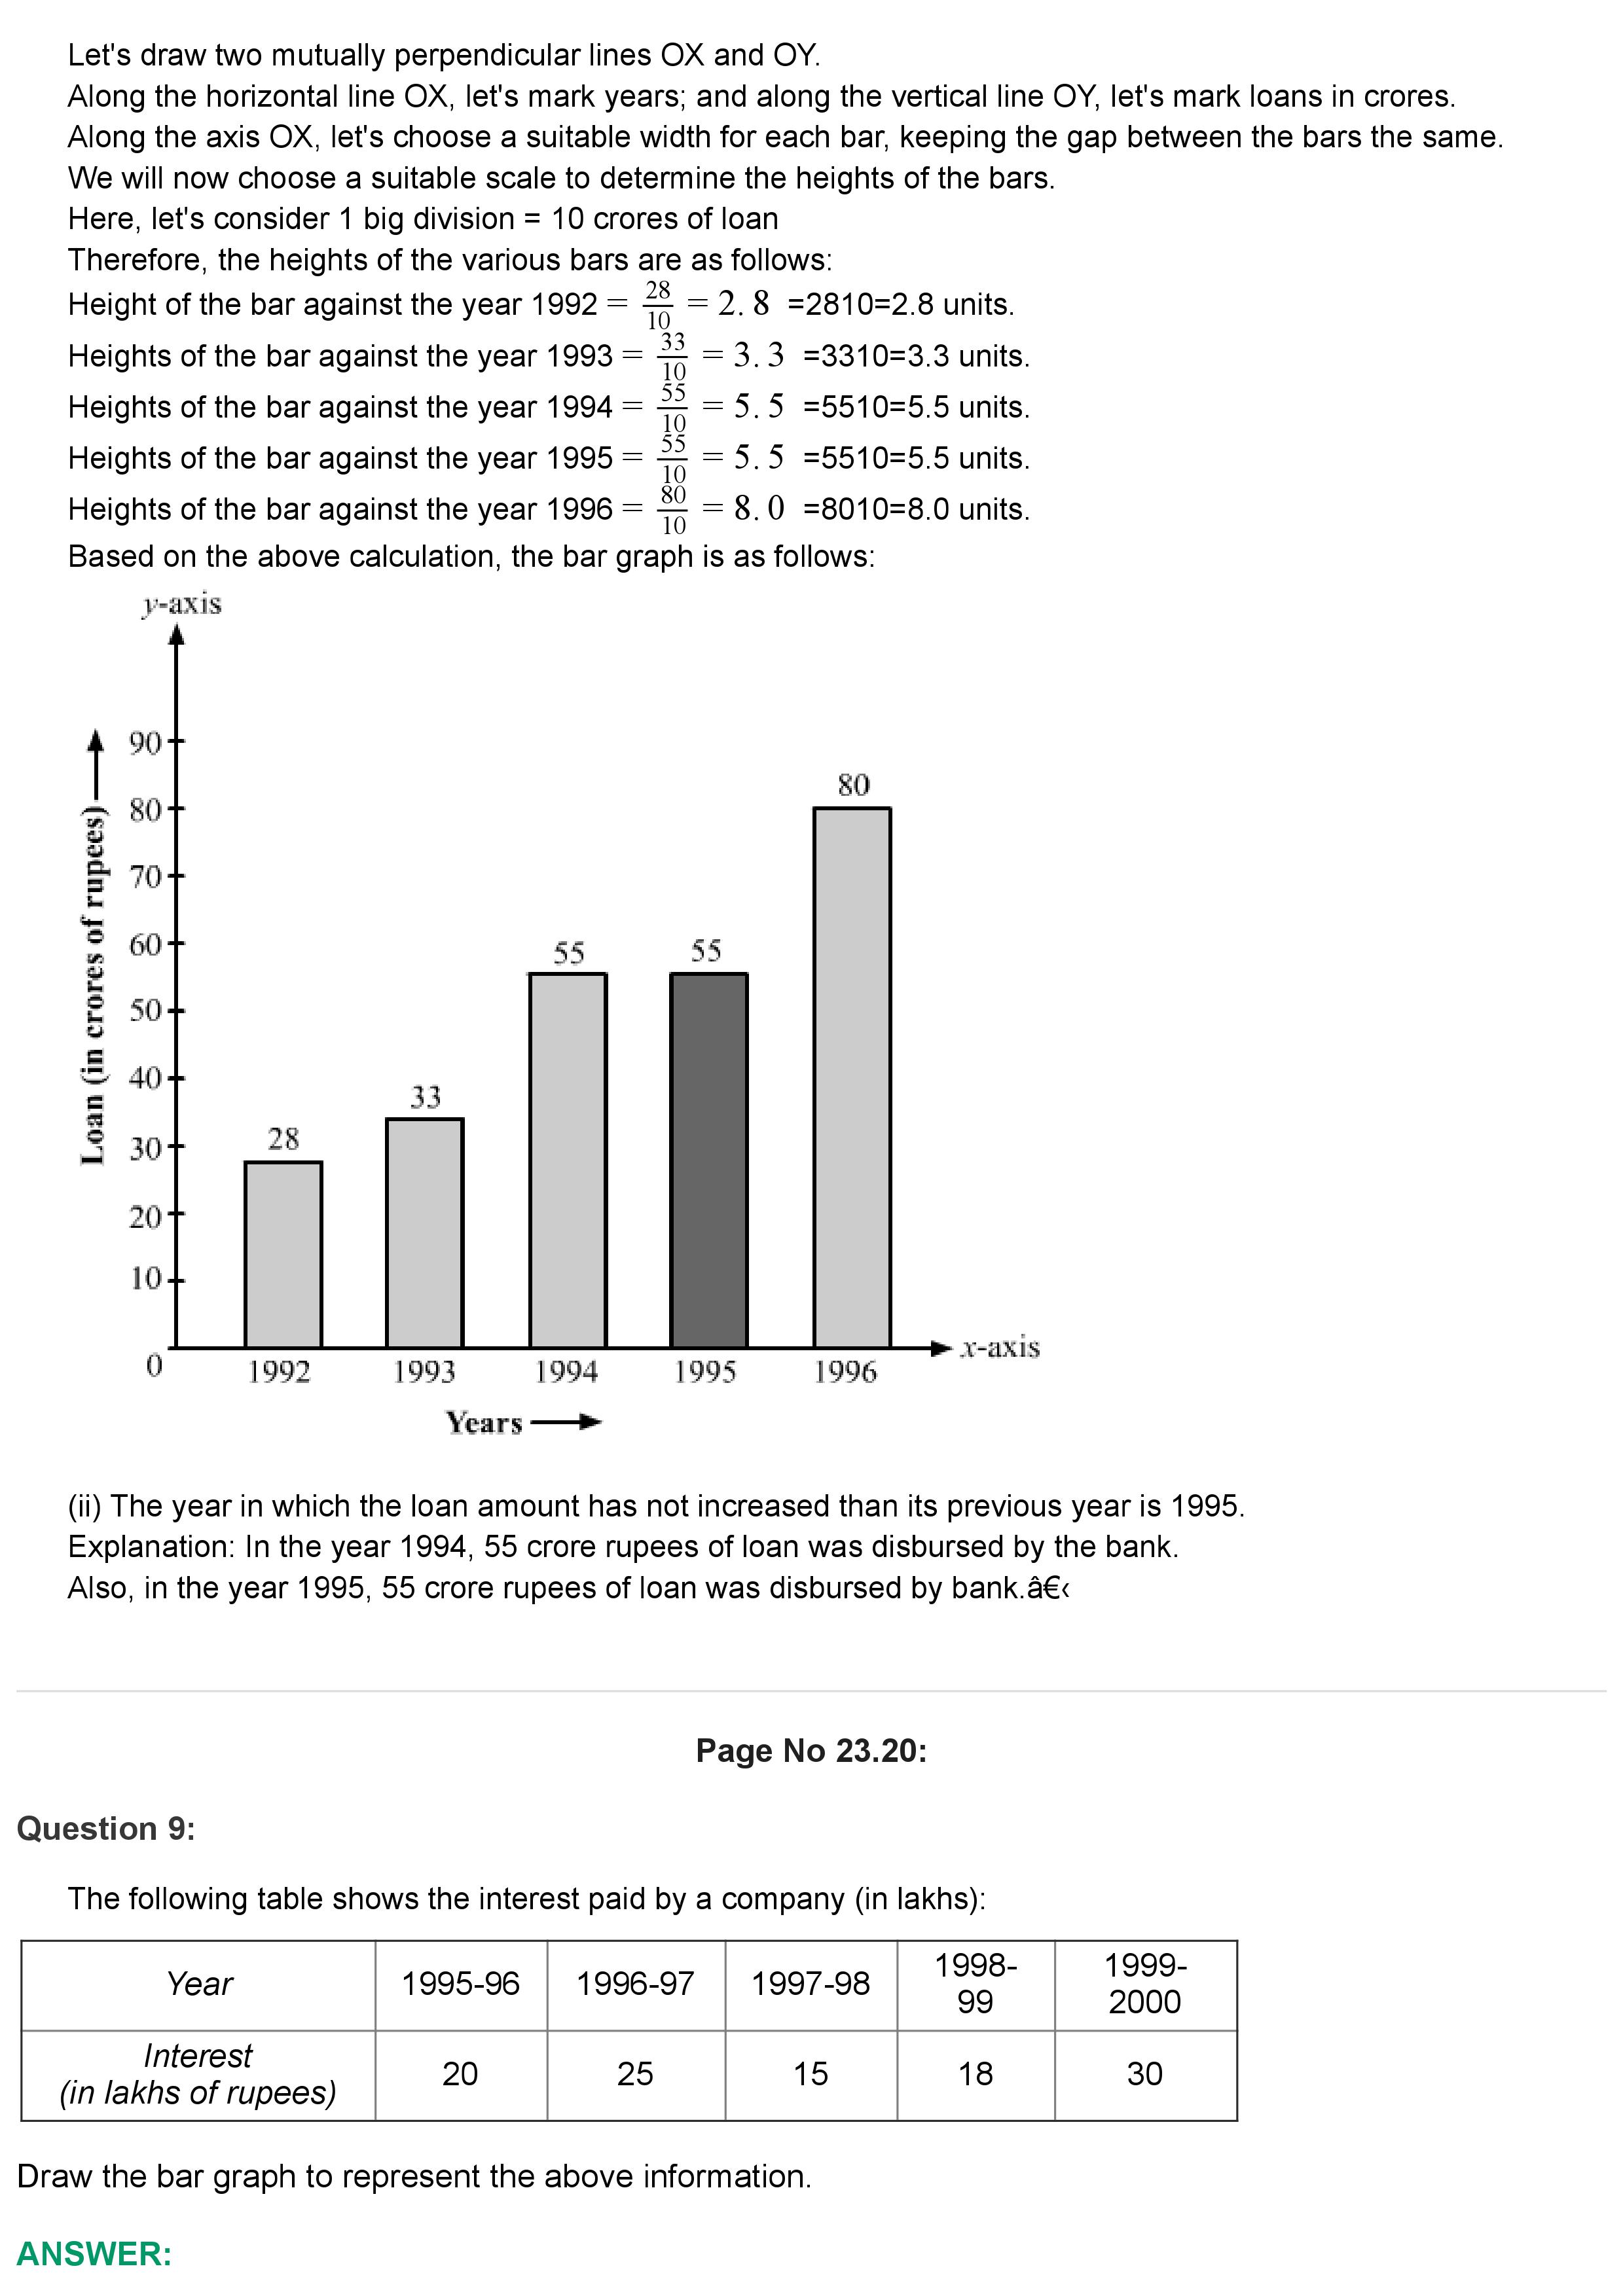 Let's draw two mutually perpendicular lines OX and OY.
Along the horizontal line OX, let's mark years; and along the vertical line OY, let's mark loans in crores.
Along the axis OX, let's choose a suitable width for each bar, keeping the gap between the bars the same.
We will now choose a suitable scale to determine the heights of the bars.
Here, let's consider 1 big division = 10 crores of loan
Therefore, the heights of the various bars are as follows:
Height of the bar against the year 1992 = 28/10 = 2. 8 =2810=2.8 units.
Heights of the bar against the year 1993 = 33/10 = 3. 3 =3310=3.3 units.
Heights of the bar against the year 1994 = 55/10 = 5. 5 =5510=5.5 units.
Heights of the bar against the year 1995 = 55/10 = 5. 5 =5510=5.5 units.
Heights of the bar against the year 1996 = 80/10 = 8. 0 =8010=8.0 units.
Based on the above calculation, the bar graph is as follows:
y-axis
Loan (in crores of rupees)
90
80
70
60
50
40
30
20
10
0
28
33
55
55
80
1992 1993 1994 1995 1996
x-axis
Years
(ii) The year in which the loan amount has not increased than its previous year is 1995.
Explanation: In the year 1994, 55 crore rupees of loan was disbursed by the bank.
Also, in the year 1995, 55 crore rupees of loan was disbursed by bank.â€‹
Page No 23.20:
Question 9:
The following table shows the interest paid by a company (in lakhs):
Year 1995-96 1996-97 1997-98 1998-99 1999-2000
Interest
(in lakhs of rupees) 20 25 15 18 30
Draw the bar graph to represent the above information.
ANSWER: